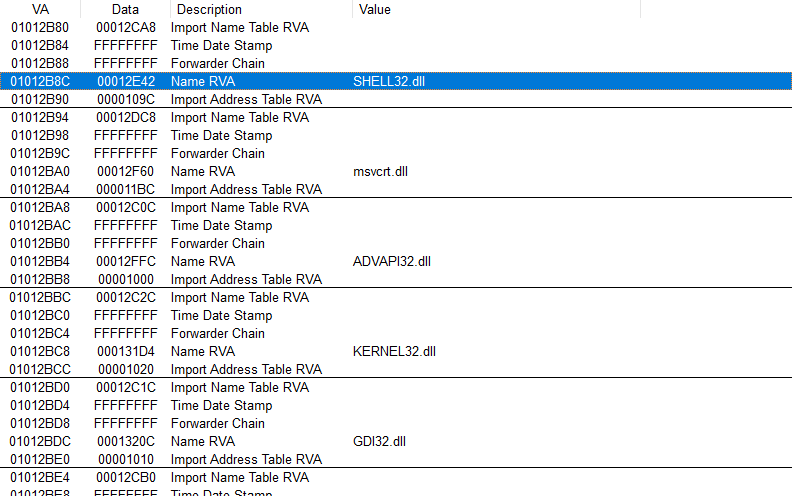 VA Data Description Value
01012B80 00012CA8 Import Name Table RVA
01012B84 FFFFFFFF Time Date Stamp
01012B88 FFFFFFFF Forwarder Chain
01012B8C 00012E42 Name RVA SHELL32.dll
01012B90 0000109C Import Address Table RVA
01012B94 00012DC8 Import Name Table RVA
01012B98 FFFFFFFF Time Date Stamp
01012B9C FFFFFFFF Forwarder Chain
01012BA0 00012F60 Name RVA msvcrt.dll
01012BA4 000011BC Import Address Table RVA
01012BA8 00012C0C Import Name Table RVA
01012BAC FFFFFFFF Time Date Stamp
01012BB0 FFFFFFFF Forwarder Chain
01012BB4 00012FFC Name RVA ADVAPI32.dll
01012BB8 00001000 Import Address Table RVA
01012BBC 00012C2C Import Name Table RVA
01012BC0 FFFFFFFF Time Date Stamp
01012BC4 FFFFFFFF Forwarder Chain
01012BC8 000131D4 Name RVA KERNEL32.dll
01012BCC 00001020 Import Address Table RVA
01012BD0 00012C1C Import Name Table RVA
01012BD4 FFFFFFFF Time Date Stamp
01012BD8 FFFFFFFF Forwarder Chain
01012BDC 0001320C Name RVA GDI32.dll
01012BE0 00001010 Import Address Table RVA
01012BE4 00012CB0 Import Name Table RVA
01012BE8 FFFFFFFF Time Date Stamp